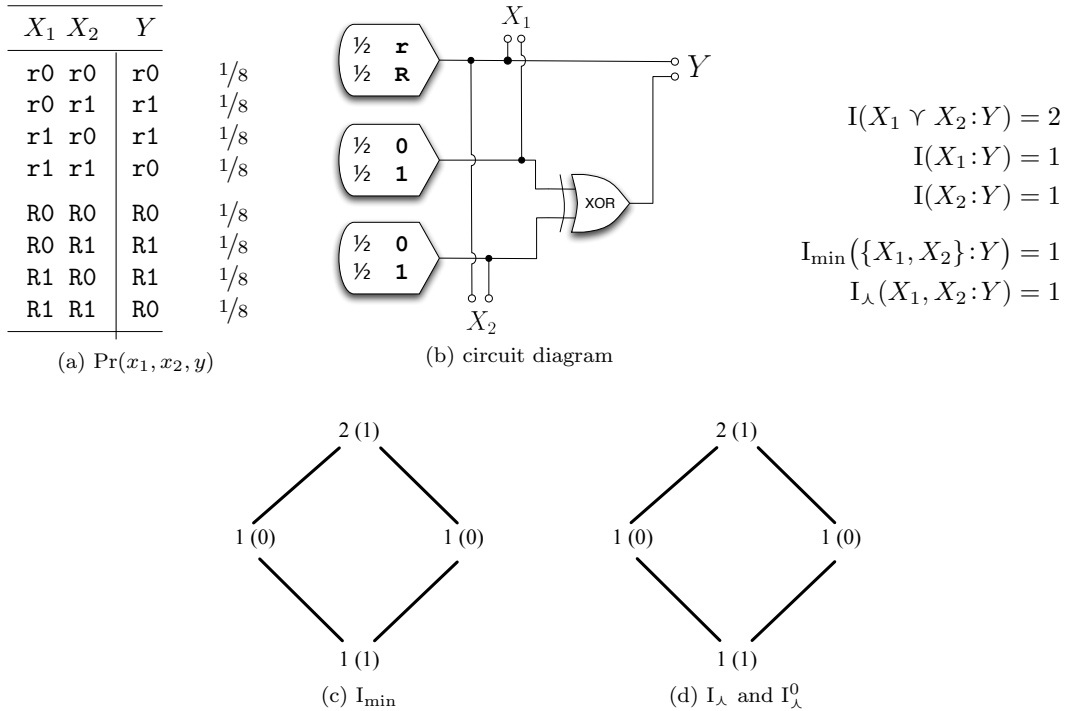 X₁ X₂ Y
r0 r0 r0 1/8
r0 r1 r1 1/8
r1 r0 r1 1/8
r1 r1 r0 1/8
R0 R0 R0 1/8
R0 R1 R1 1/8
R1 R0 R1 1/8
R1 R1 R0 1/8
(a) Pr(x₁, x₂, y)
X₁
½ r
½ R
Y
½ 0
½ 1
XOR
½ 0
½ 1
X₂
(b) circuit diagram
I(X₁ ⋎ X₂ : Y) = 2
I(X₁ : Y) = 1
I(X₂ : Y) = 1
I_min({X₁, X₂} : Y) = 1
I_⋏(X₁, X₂ : Y) = 1
2 (1)
1 (0) 1 (0)
1 (1)
(c) I_min
2 (1)
1 (0) 1 (0)
1 (1)
(d) I_⋏ and I⁰_⋏